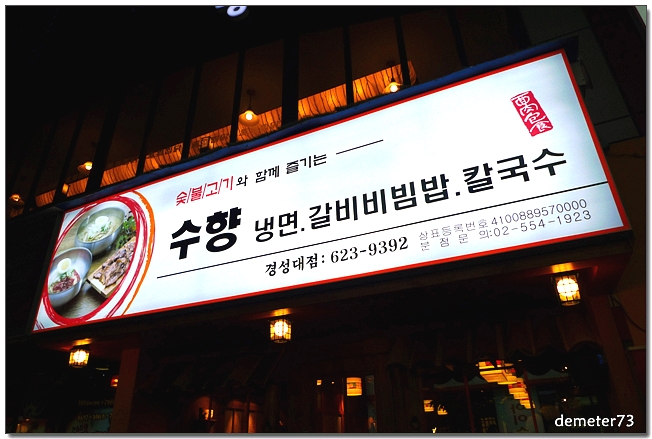 숯불고기와 함께 즐기는
수향 냉면.갈비비빔밥.칼국수
경성대점: 623-9392
상표등록번호 4100889570000
분 점 문 의:02-554-1923
demeter73